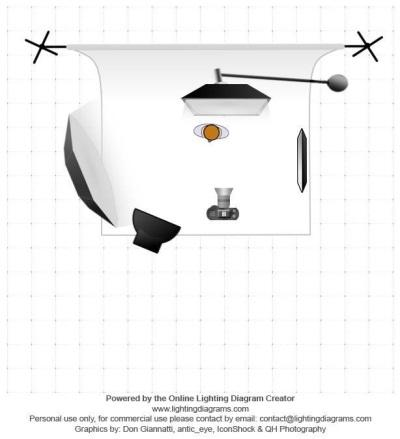 Powered by the Online Lighting Diagram Creator
www.lightingdiagrams.com
Personal use only, for commercial use please contact by email: contact@lightingdiagrams.com
Graphics by: Don Giannatti, antic_eye, IconShock & QH Photography